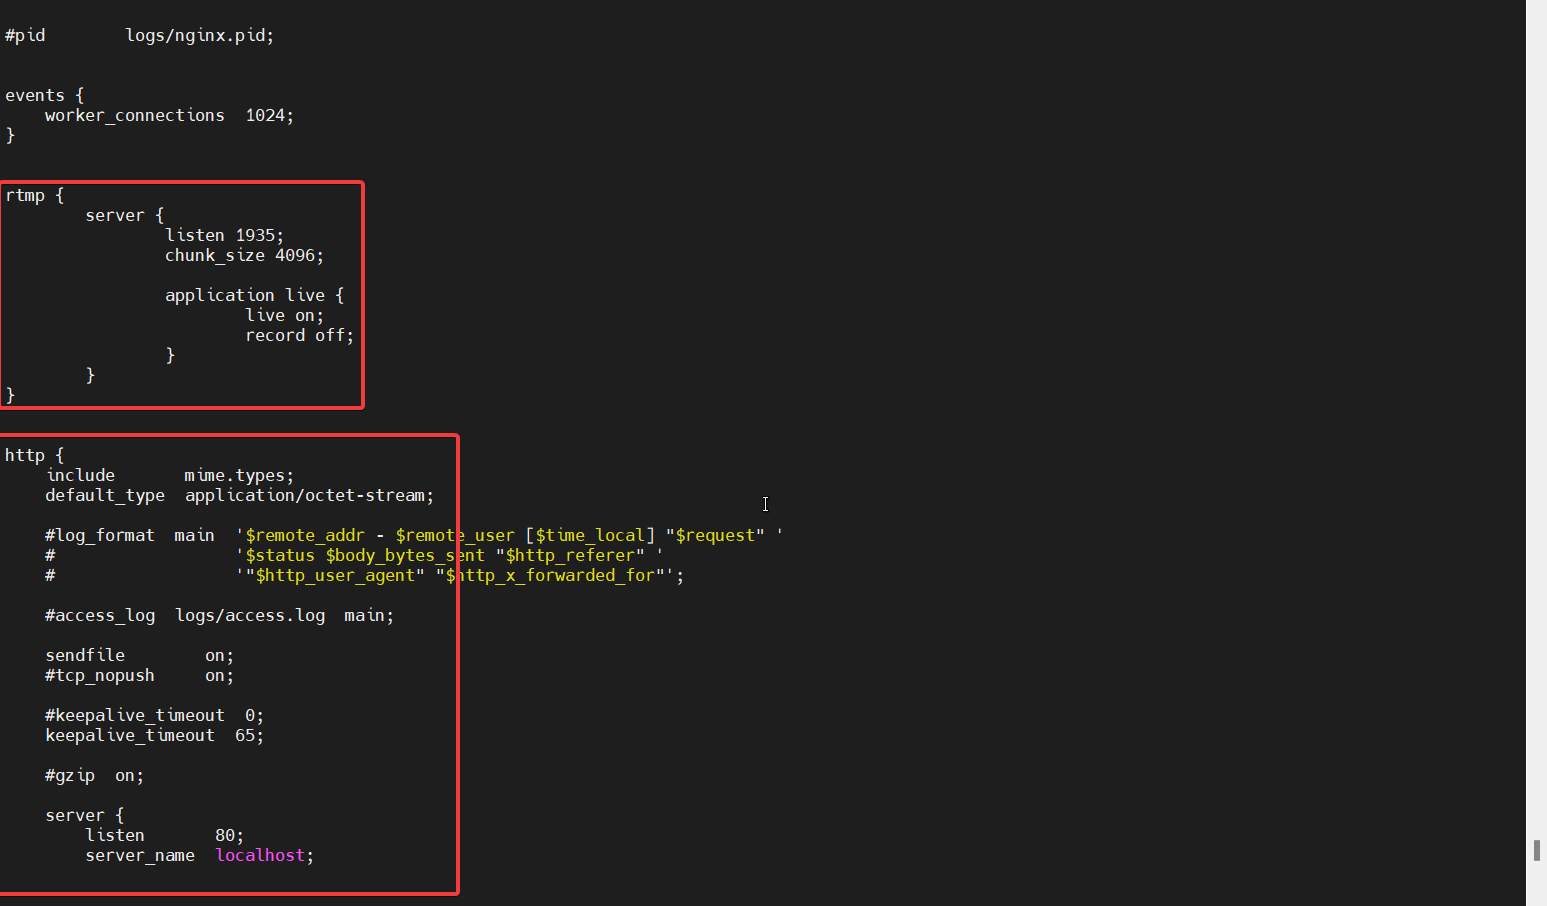 #pid        logs/nginx.pid;
events {
    worker_connections  1024;
}
rtmp {
        server {
                listen 1935;
                chunk_size 4096;
                application live {
                        live on;
                        record off;
                }
        }
}
http {
    include       mime.types;
    default_type  application/octet-stream;
    #log_format  main  '$remote_addr - $remote_user [$time_local] "$request" '
    #                  '$status $body_bytes_sent "$http_referer" '
    #                  '"$http_user_agent" "$http_x_forwarded_for"';
    #access_log  logs/access.log  main;
    sendfile        on;
    #tcp_nopush     on;
    #keepalive_timeout  0;
    keepalive_timeout  65;
    #gzip  on;
    server {
        listen       80;
        server_name  localhost;